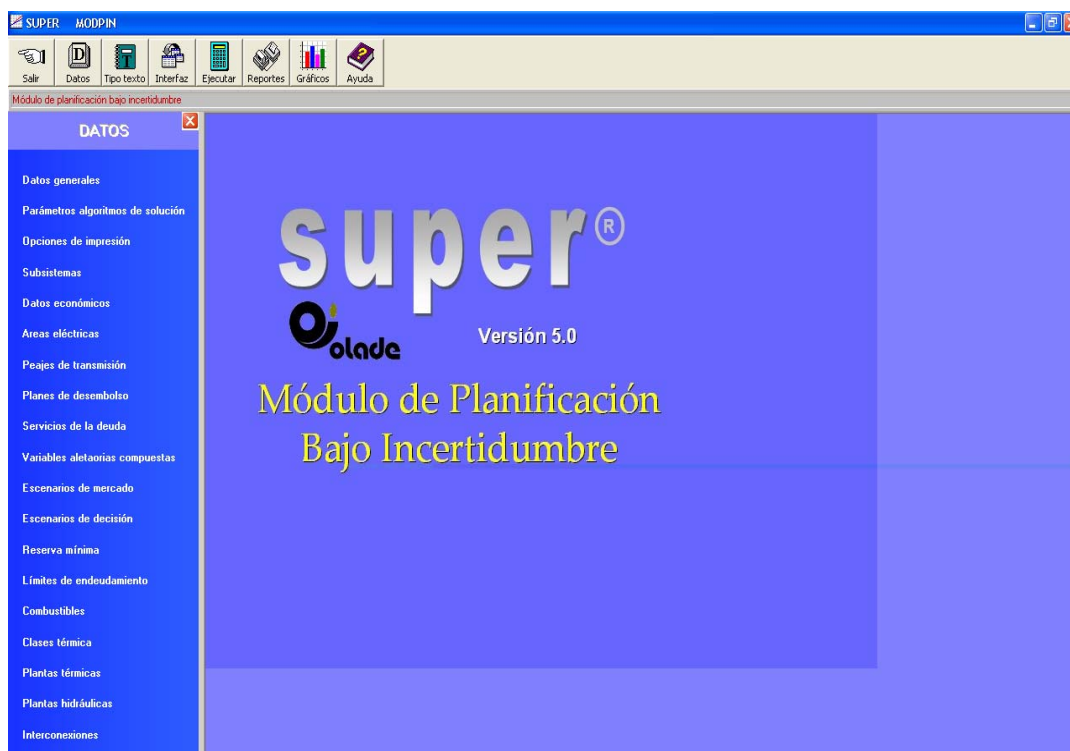 SUPER MODPIN
Salir Datos Tipo texto Interfaz Ejecutar Reportes Gráficos Ayuda
Módulo de planificación bajo incertidumbre
DATOS
Datos generales
Parámetros algoritmos de solución
Opciones de impresión
Subsistemas
Datos económicos
Areas eléctricas
Peajes de transmisión
Planes de desembolso
Servicios de la deuda
Variables aletaorias compuestas
Escenarios de mercado
Escenarios de decisión
Reserva mínima
Límites de endeudamiento
Combustibles
Clases térmica
Plantas térmicas
Plantas hidráulicas
Interconexiones
super®
olade
Versión 5.0
Módulo de Planificación
Bajo Incertidumbre